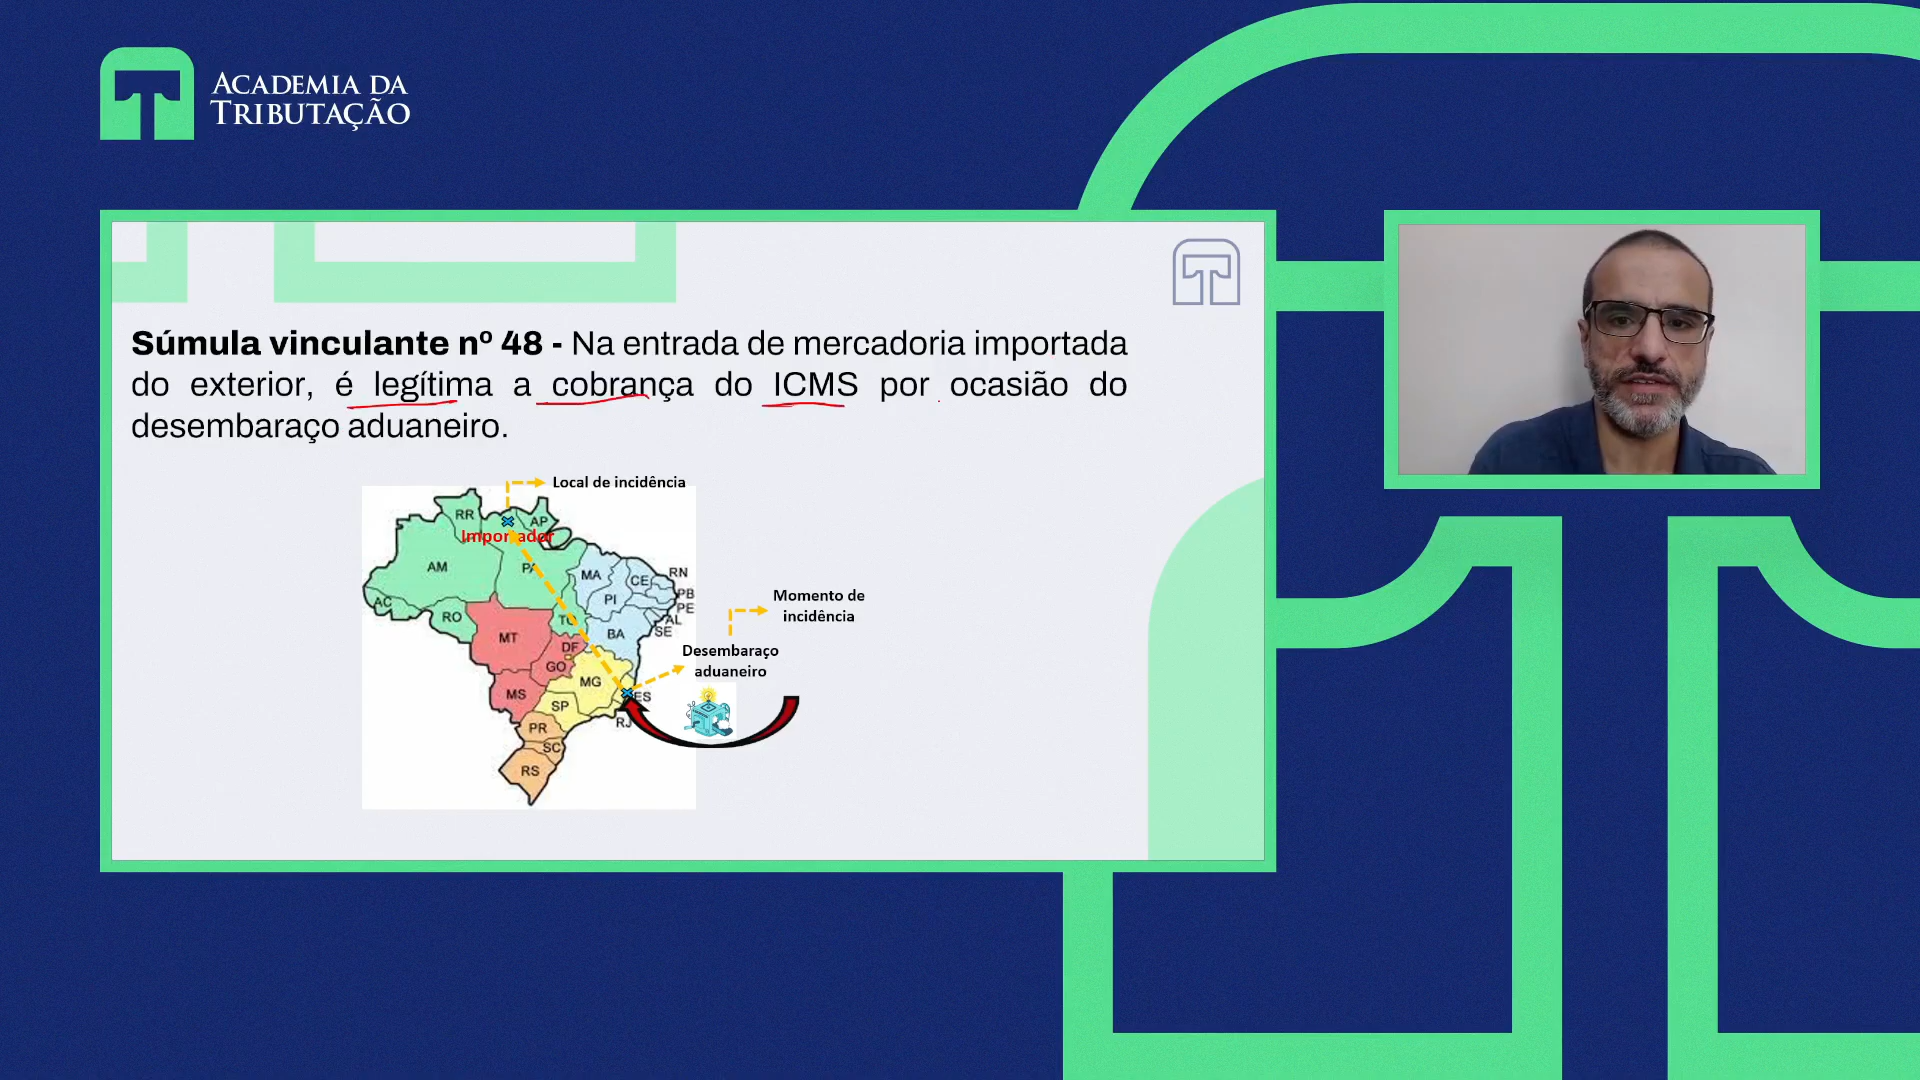 ACADEMIA DA
TRIBUTAÇÃO
Súmula vinculante nº 48 - Na entrada de mercadoria importada
do exterior, é legítima a cobrança do ICMS por ocasião do
desembaraço aduaneiro.
Local de incidência
RR
AP
Importador
AM
PA
MA
CE
RN
PB
PE
AL
SE
PI
AC
RO
TO
BA
MT
DF
GO
MG
MS
ES
SP
RJ
PR
SC
RS
Momento de
incidência
Desembaraço
aduaneiro